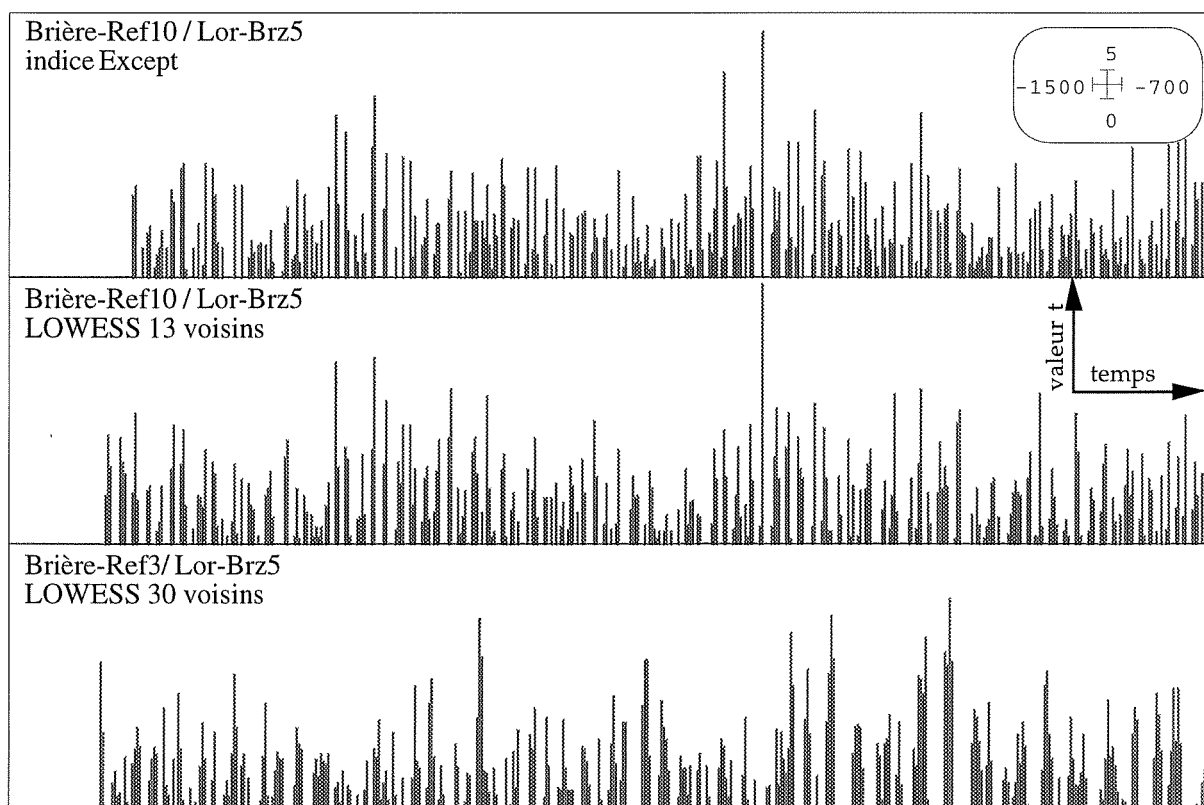 Brière-Ref10 / Lor-Brz5
indice Except
5
-1500 -700
0
Brière-Ref10 / Lor-Brz5
LOWESS 13 voisins
valeur t
temps
Brière-Ref3/ Lor-Brz5
LOWESS 30 voisins